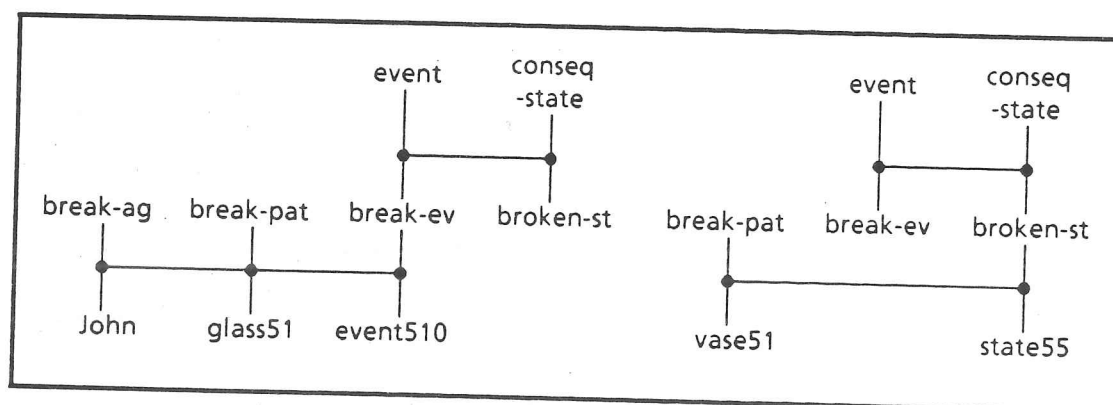 event conseq event conseq
-state -state
break-ag break-pat break-ev broken-st break-pat break-ev broken-st
John glass51 event510 vase51 state55